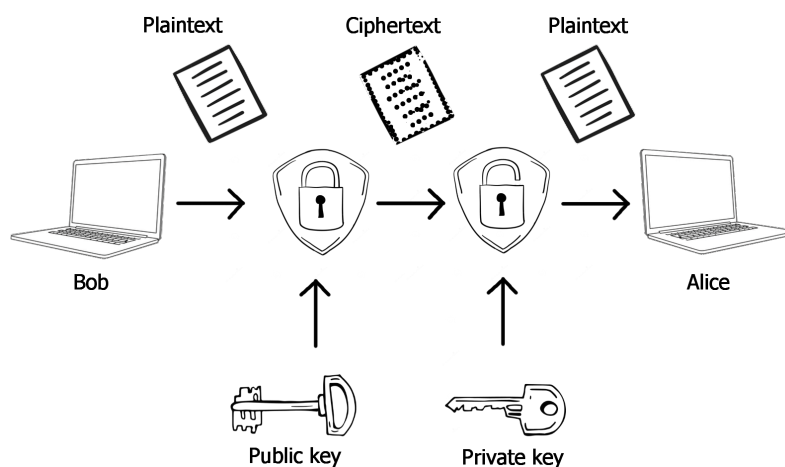 Plaintext
Ciphertext
Plaintext
Bob
Alice
Public key
Private key